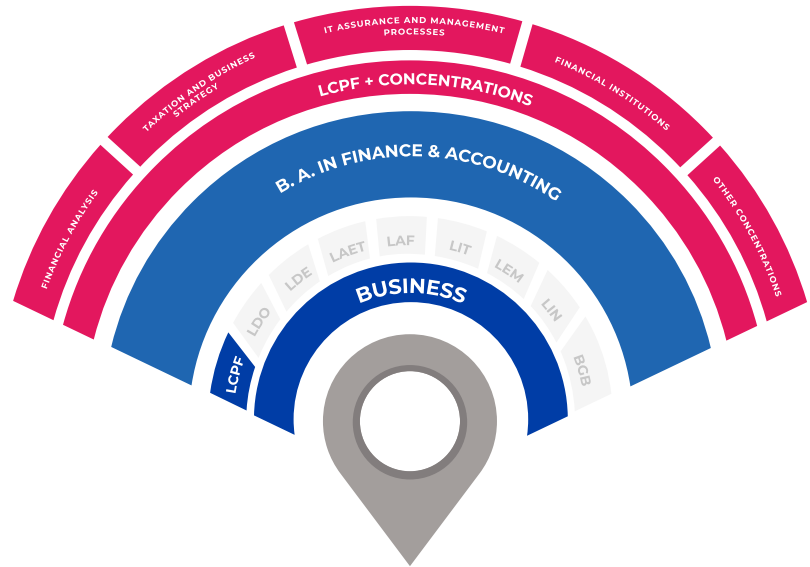 IT ASSURANCE AND MANAGEMENT
PROCESSES
TAXATION AND BUSINESS
STRATEGY
FINANCIAL INSTITUTIONS
FINANCIAL ANALYSIS
OTHER CONCENTRATIONS
LCPF + CONCENTRATIONS
B. A. IN FINANCE & ACCOUNTING
LCPF
LDO
LDE
LAET
LAF
LIT
LEM
LIN
BGB
BUSINESS